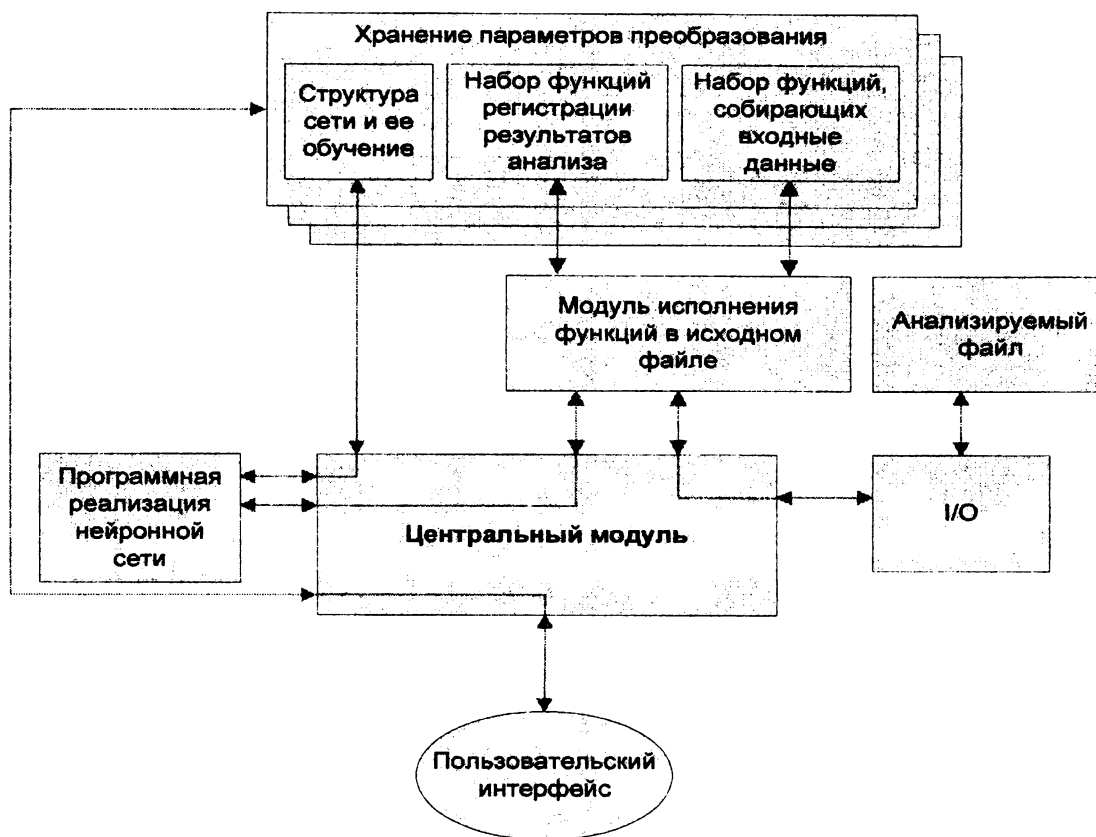 Хранение параметров преобразования
Структура
сети и ее
обучение
Набор функций
регистрации
результатов
анализа
Набор функций,
собирающих
входные
данные
Модуль исполнения
функций в исходном
файле
Анализируемый
файл
Программная
реализация
нейронной
сети
Центральный модуль
I/O
Пользовательский
интерфейс